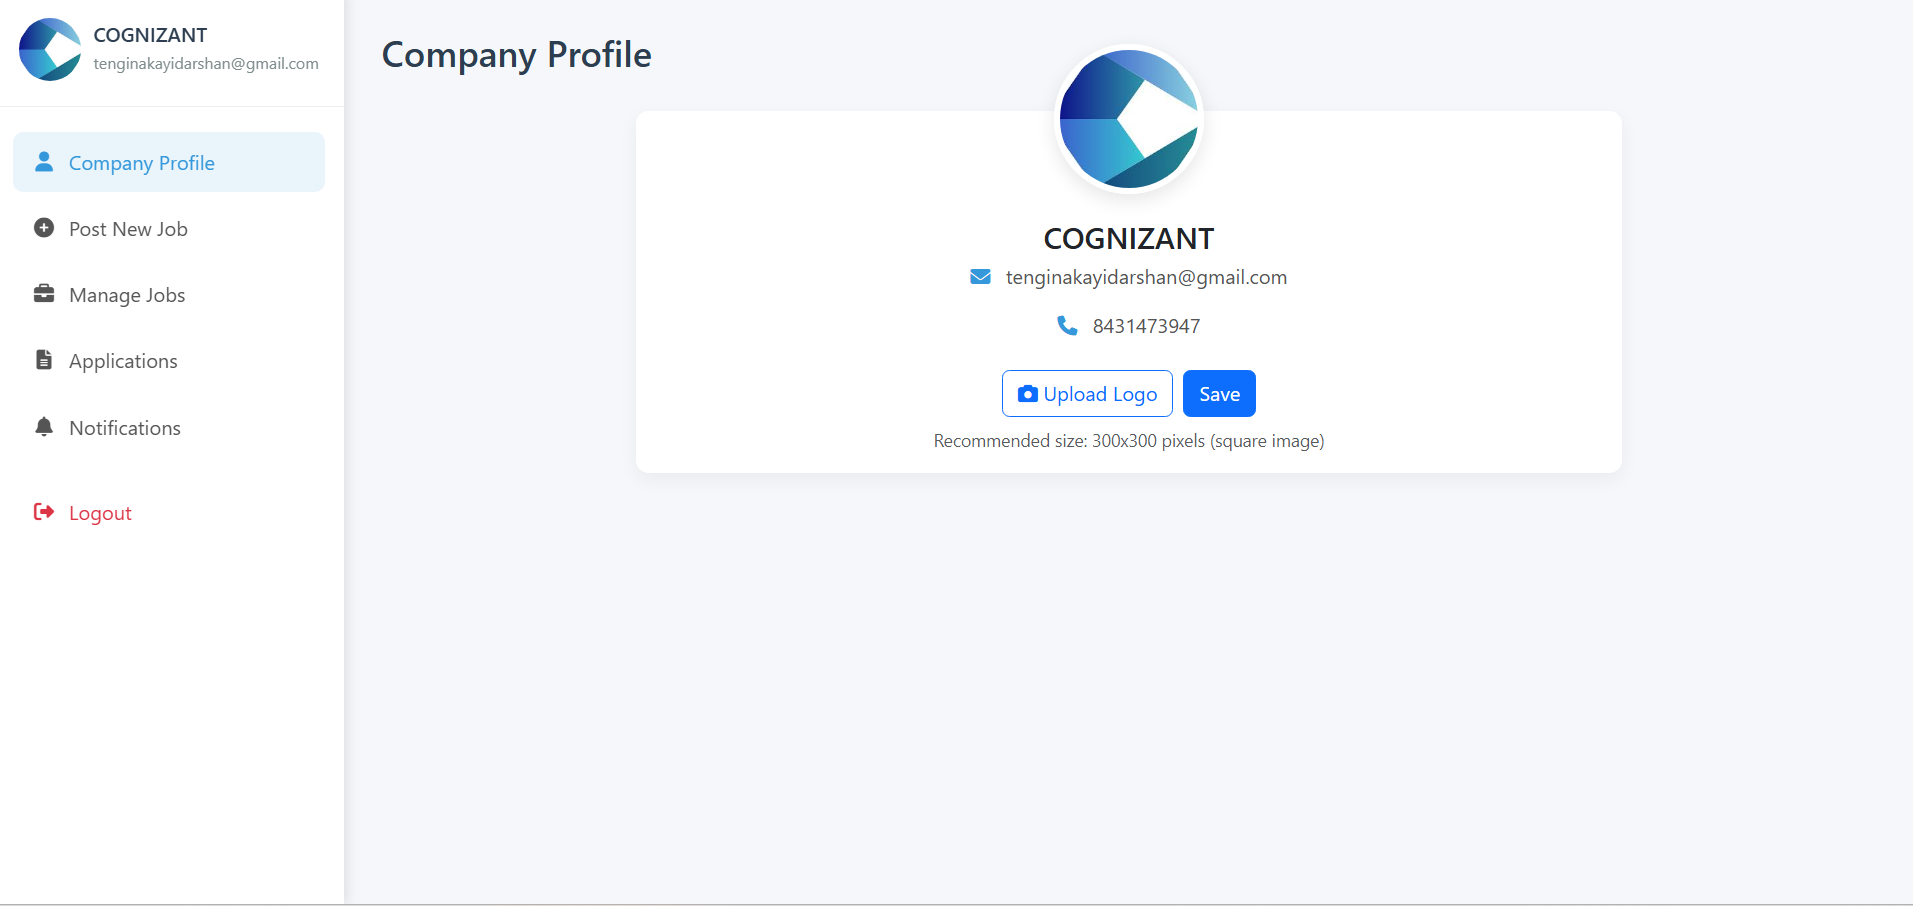 COGNIZANT
tenginakayidarshan@gmail.com
Company Profile
Post New Job
Manage Jobs
Applications
Notifications
Logout
Company Profile
COGNIZANT
tenginakayidarshan@gmail.com
8431473947
Upload Logo
Save
Recommended size: 300x300 pixels (square image)